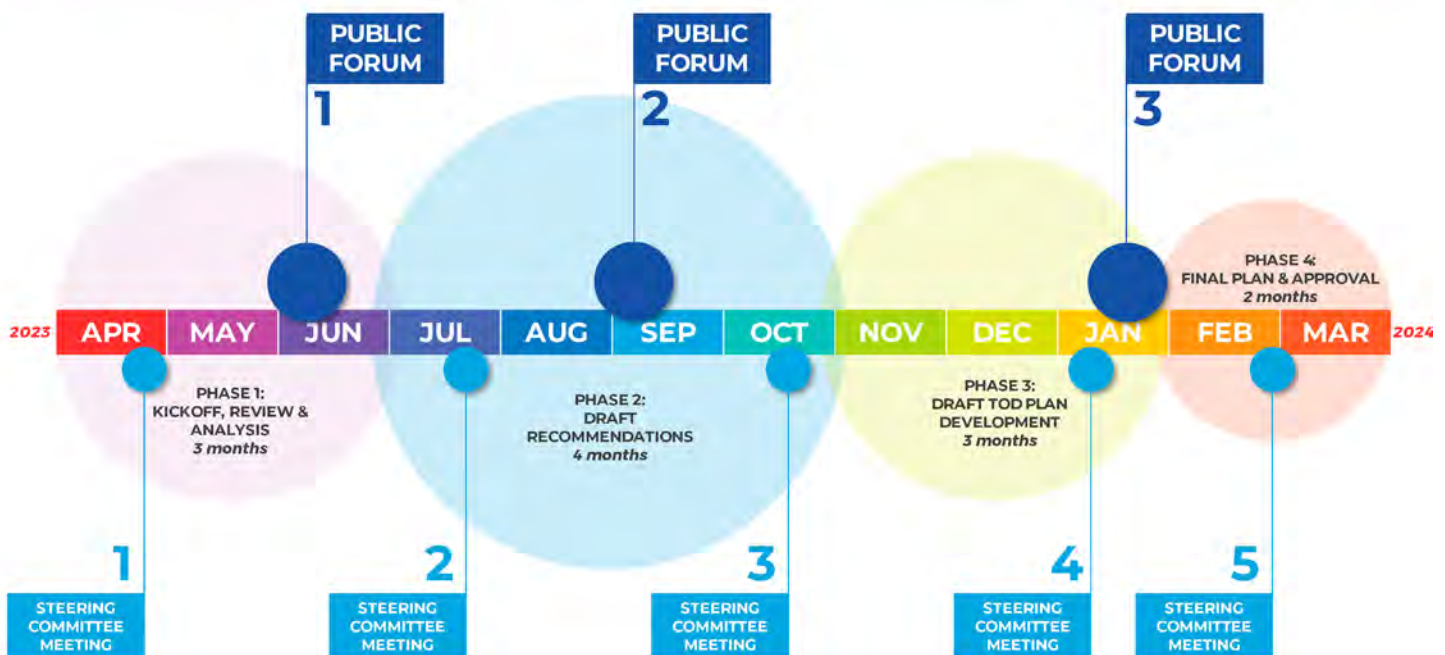 PUBLIC
FORUM
1
PUBLIC
FORUM
2
PUBLIC
FORUM
3
PHASE 4:
FINAL PLAN & APPROVAL
2 months
2023 APR MAY JUN JUL AUG SEP OCT NOV DEC JAN FEB MAR 2024
PHASE 1:
KICKOFF, REVIEW &
ANALYSIS
3 months
PHASE 2:
DRAFT
RECOMMENDATIONS
4 months
PHASE 3:
DRAFT TOD PLAN
DEVELOPMENT
3 months
1
STEERING
COMMITTEE
MEETING
2
STEERING
COMMITTEE
MEETING
3
STEERING
COMMITTEE
MEETING
4
STEERING
COMMITTEE
MEETING
5
STEERING
COMMITTEE
MEETING